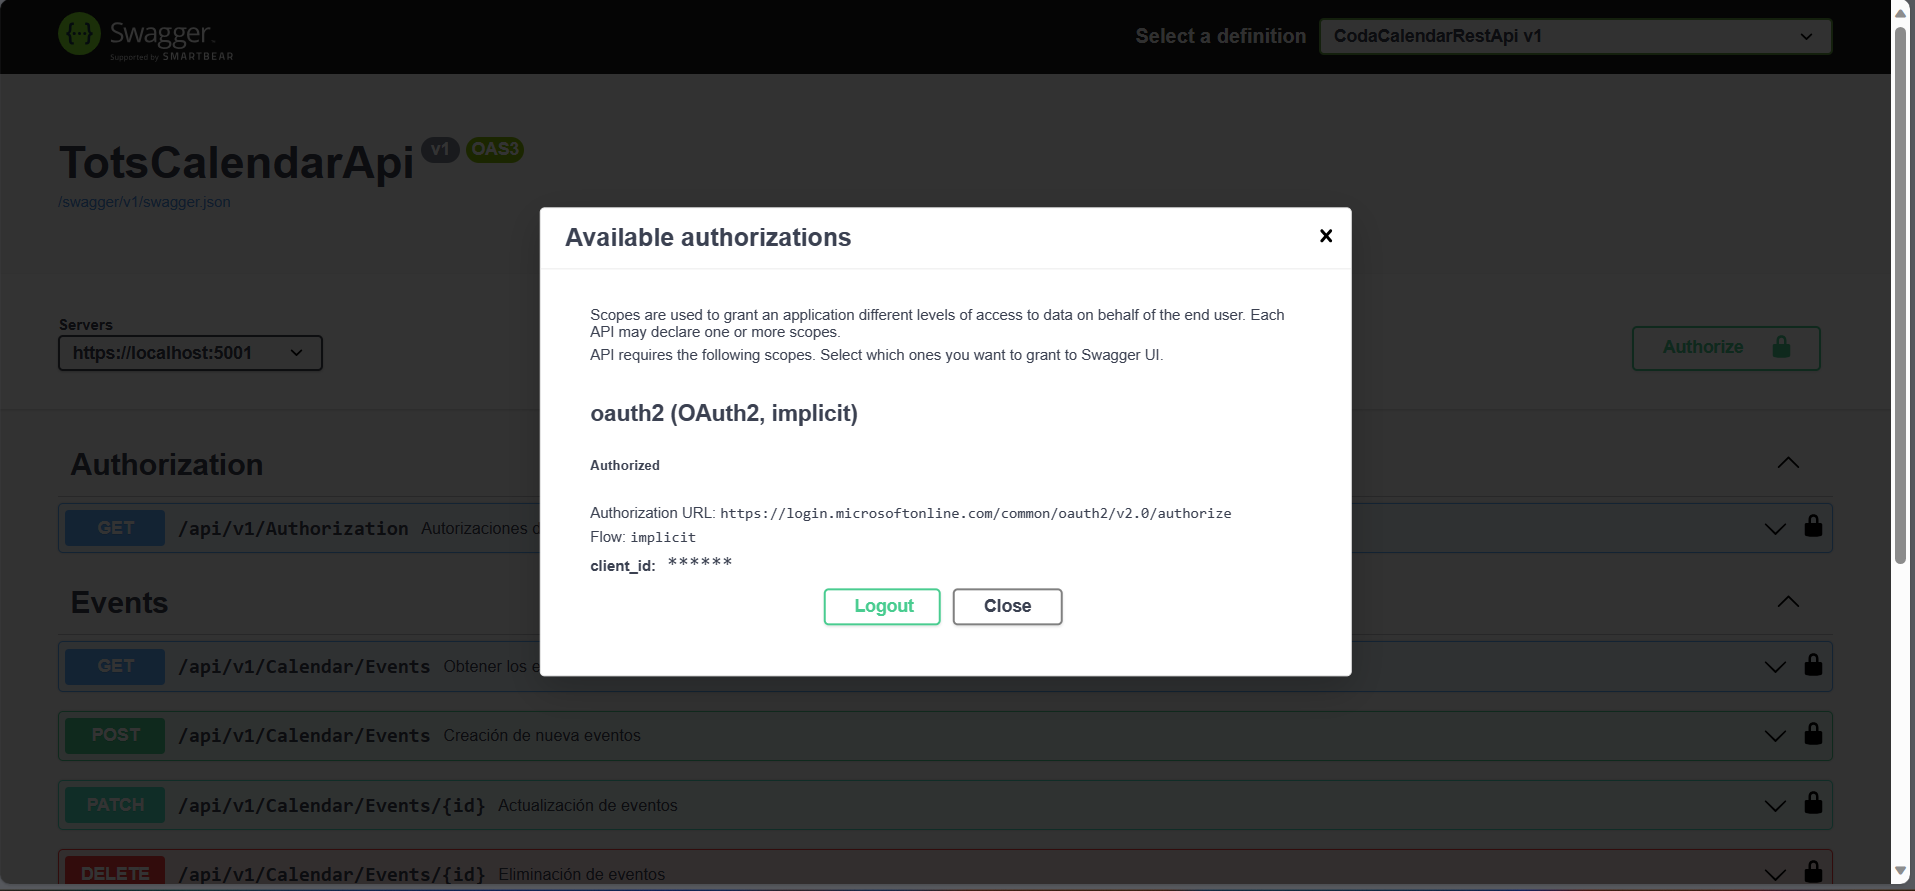 Swagger.
Supported by SMARTBEAR
Select a definition
CodaCalendarRestApi v1
TotsCalendarApi
v1
OAS3
/swagger/v1/swagger.json
Available authorizations
Scopes are used to grant an application different levels of access to data on behalf of the end user. Each
API may declare one or more scopes.
API requires the following scopes. Select which ones you want to grant to Swagger UI.
Servers
https://localhost:5001
Authorize
oauth2 (OAuth2, implicit)
Authorized
Authorization URL: https://login.microsoftonline.com/common/oauth2/v2.0/authorize
Flow: implicit
client_id: ******
Logout
Close
Authorization
GET /api/v1/Authorization Autorizaciones
Events
GET /api/v1/Calendar/Events Obtener los
POST /api/v1/Calendar/Events Creación de nueva eventos
PATCH /api/v1/Calendar/Events/{id} Actualización de eventos
DELETE /api/v1/Calendar/Events/{id} Eliminación de eventos